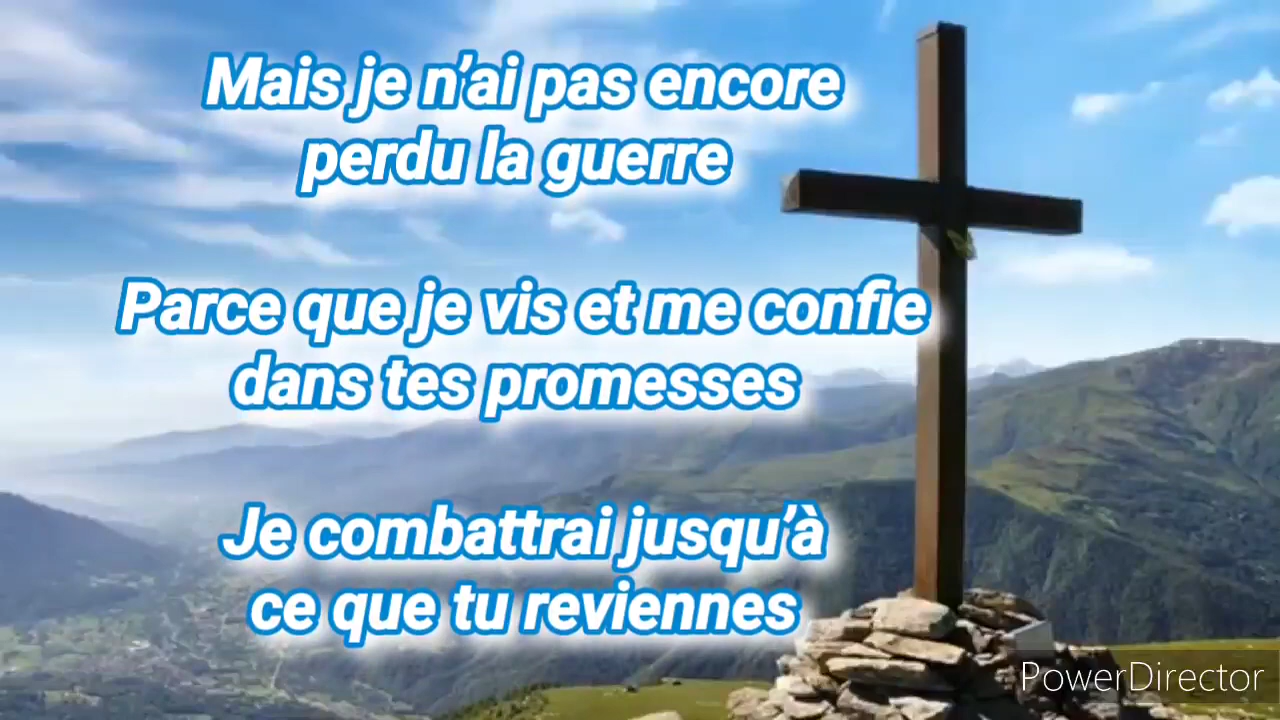 Mais je n’ai pas encore
perdu la guerre
Parce que je vis et me confie
dans tes promesses
Je combattrai jusqu’à
ce que tu reviennes
PowerDirector